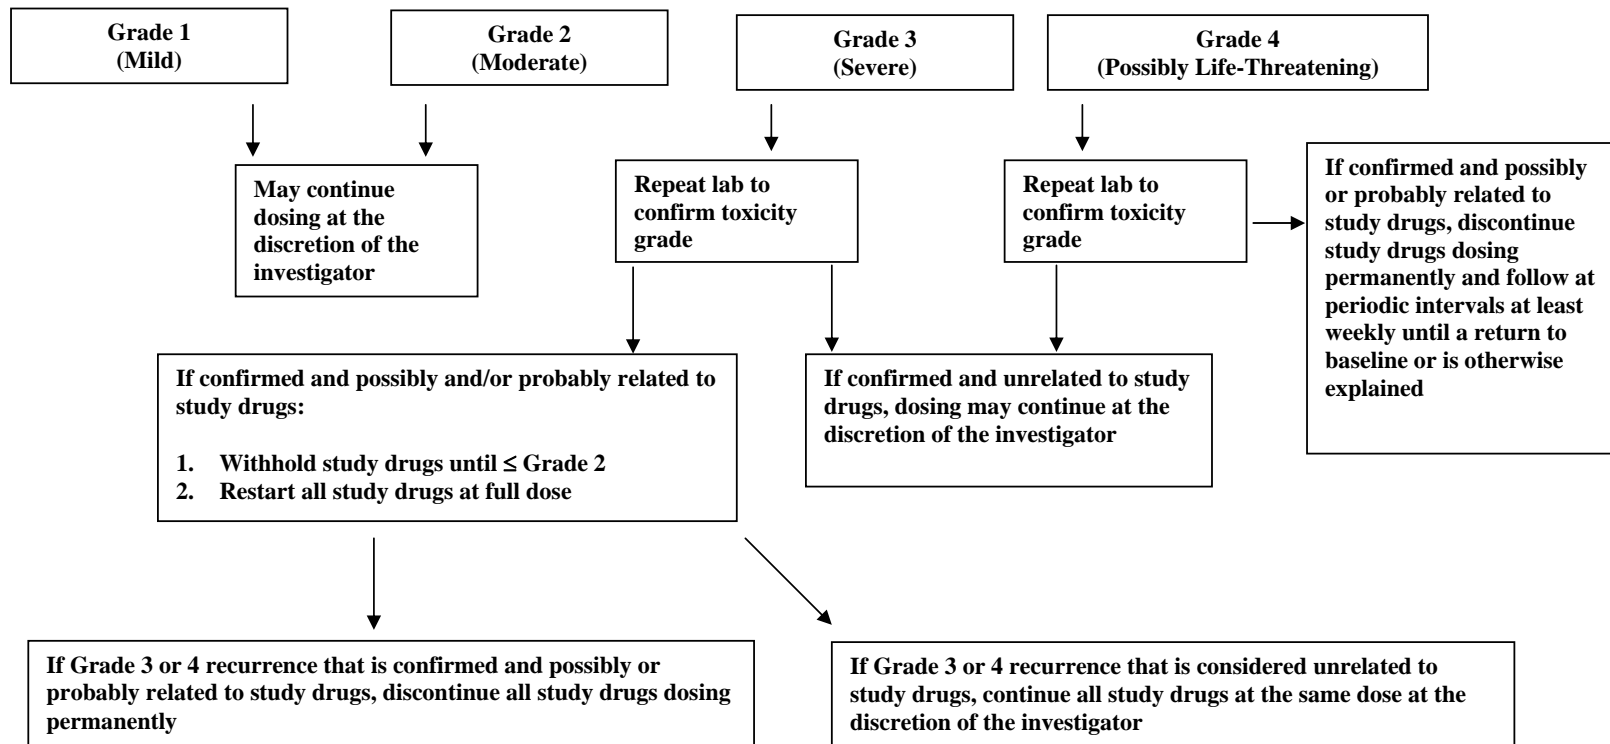 Grade 1
(Mild)
Grade 2
(Moderate)
Grade 3
(Severe)
Grade 4
(Possibly Life-Threatening)
May continue
dosing at the
discretion of the
investigator
Repeat lab to
confirm toxicity
grade
Repeat lab to
confirm toxicity
grade
If confirmed and possibly
or probably related to
study drugs, discontinue
study drugs dosing
permanently and follow at
periodic intervals at least
weekly until a return to
baseline or is otherwise
explained
If confirmed and possibly and/or probably related to
study drugs:
1. Withhold study drugs until ≤ Grade 2
2. Restart all study drugs at full dose
If confirmed and unrelated to study
drugs, dosing may continue at the
discretion of the investigator
If Grade 3 or 4 recurrence that is confirmed and possibly or
probably related to study drugs, discontinue all study drugs dosing
permanently
If Grade 3 or 4 recurrence that is considered unrelated to
study drugs, continue all study drugs at the same dose at the
discretion of the investigator